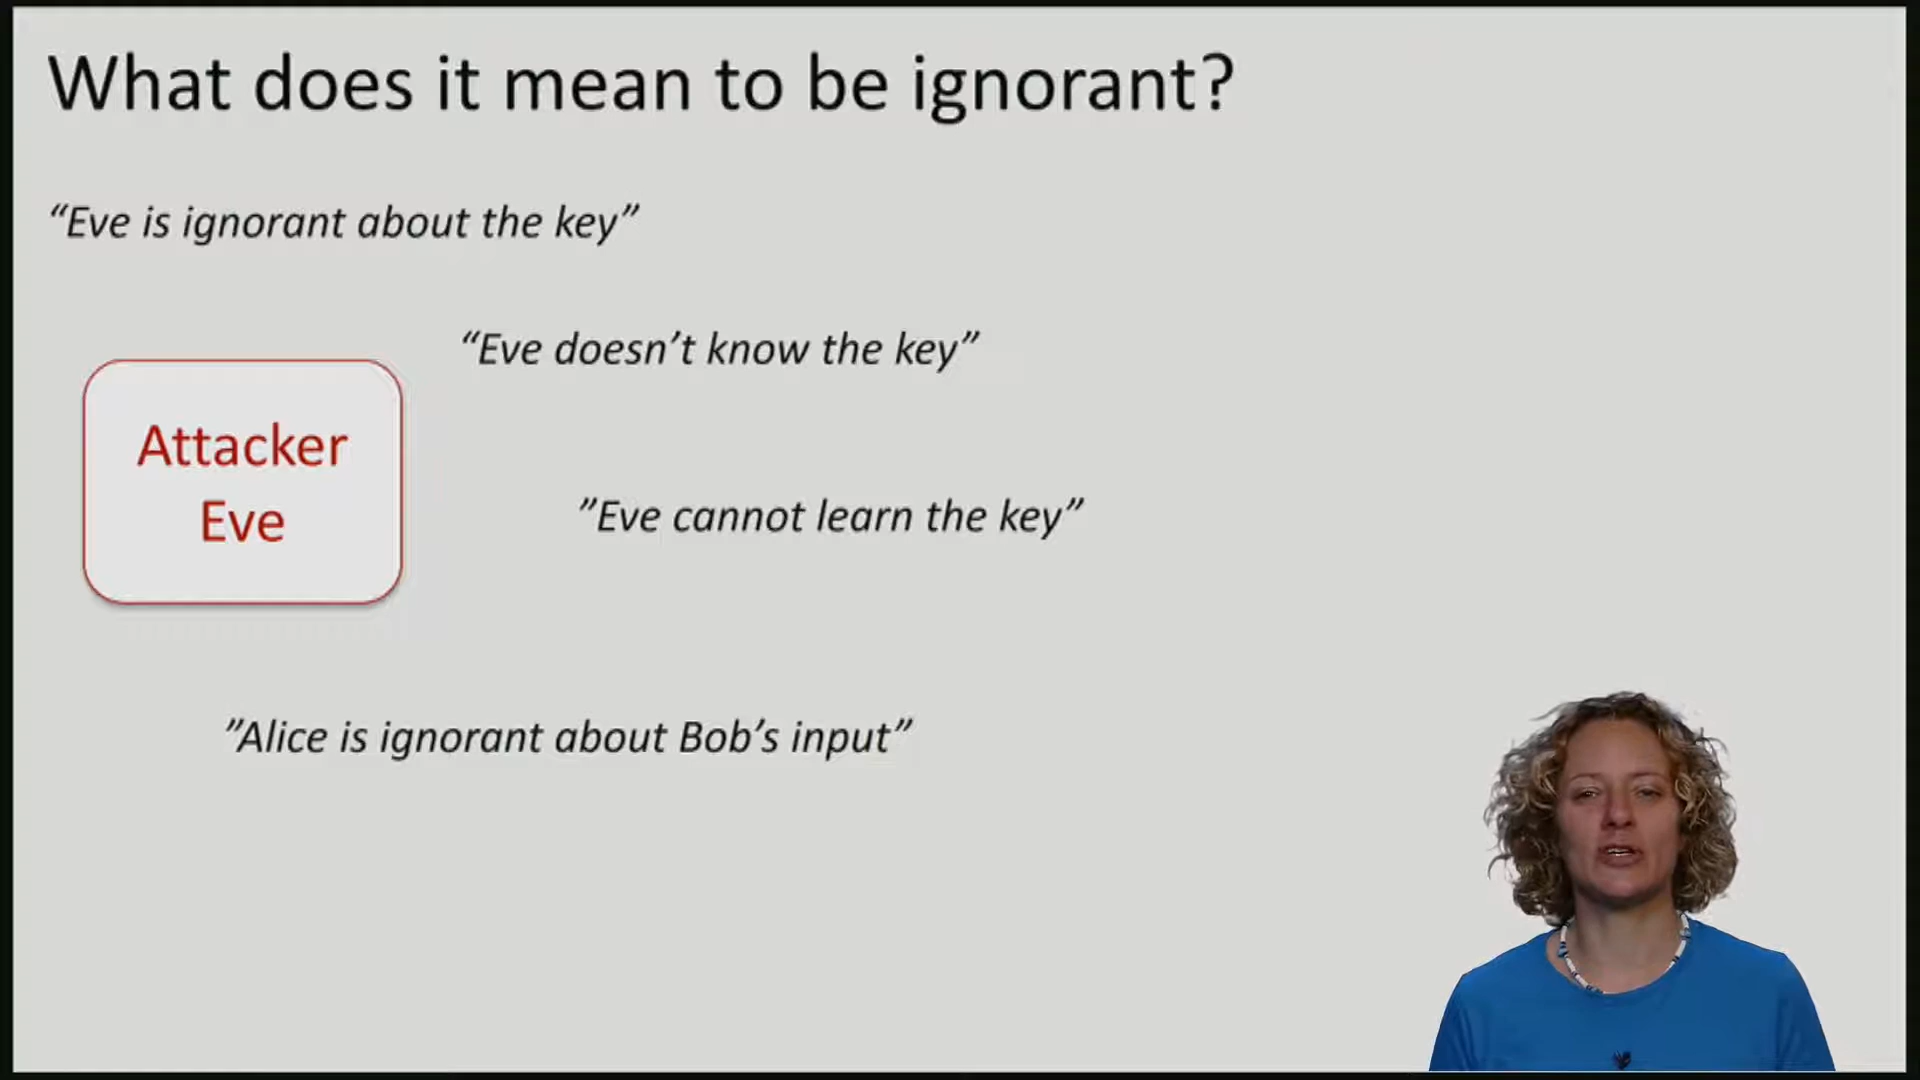 What does it mean to be ignorant?
“Eve is ignorant about the key”
“Eve doesn’t know the key”
Attacker
Eve
”Eve cannot learn the key”
”Alice is ignorant about Bob’s input”